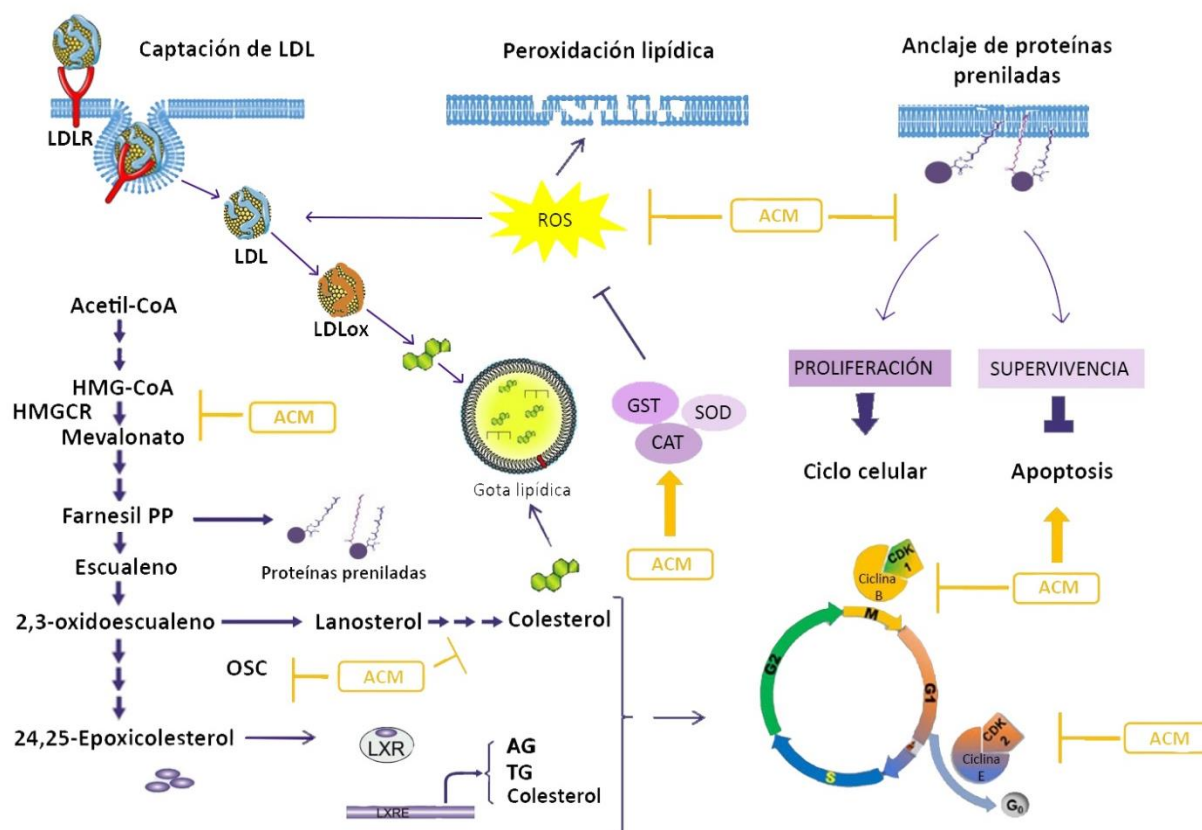 Captación de LDL
Peroxidación lipídica
Anclaje de proteínas
preniladas
LDLR
LDL
ROS
ACM
LDLox
Acetil-CoA
HMG-CoA
HMGCR
Mevalonato
ACM
Farnesil PP
Proteínas preniladas
Escualeno
2,3-oxidoescualeno
Lanosterol
Colesterol
OSC
ACM
24,25-Epoxicolesterol
LXR
LXRE
AG
TG
Colesterol
Gota lipídica
GST
SOD
CAT
ACM
PROLIFERACIÓN
SUPERVIVENCIA
Ciclo celular
Apoptosis
ACM
CDK
1
Ciclina
B
M
G1
G2
S
R
CDK
2
Ciclina
E
G₀
ACM